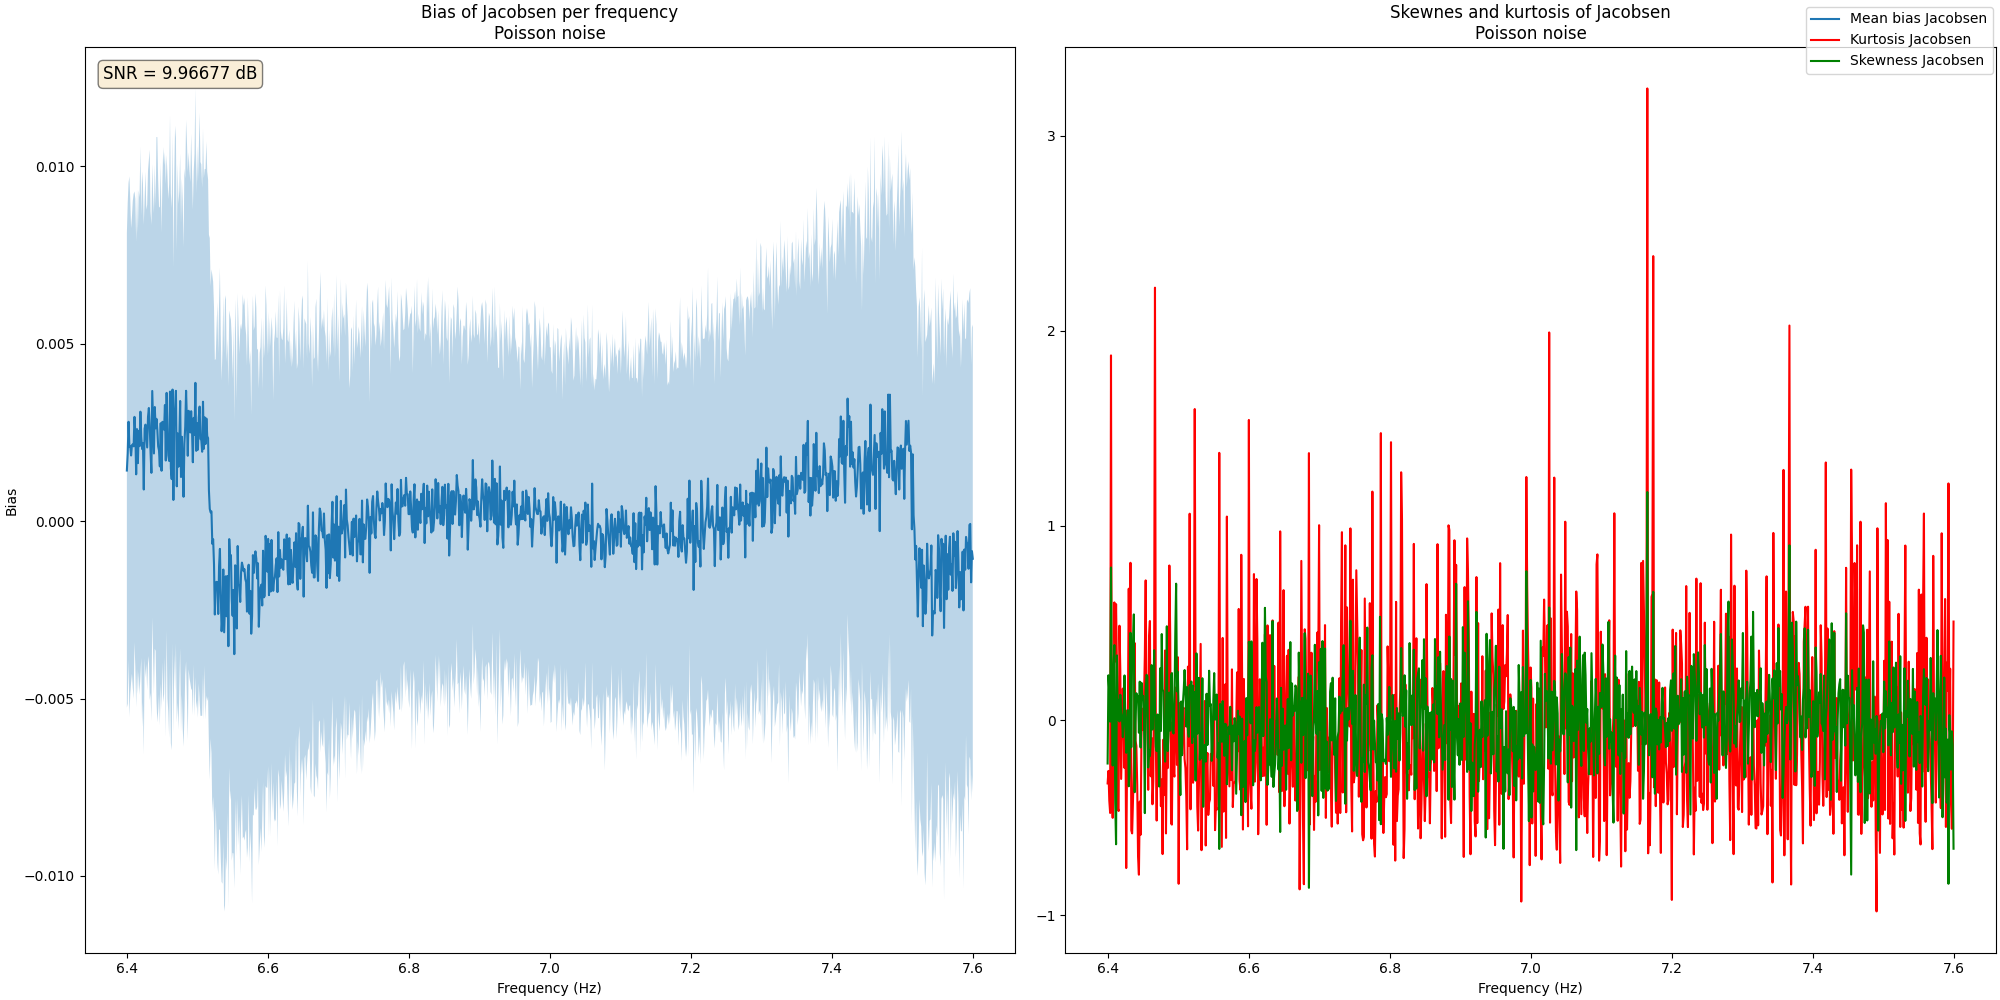 Bias of Jacobsen per frequency
Poisson noise
SNR = 9.96677 dB
0.010
0.005
0.000
−0.005
−0.010
Bias
6.4 6.6 6.8 7.0 7.2 7.4 7.6
Frequency (Hz)
Skewnes and kurtosis of Jacobsen
Poisson noise
Mean bias Jacobsen
Kurtosis Jacobsen
Skewness Jacobsen
3
2
1
0
−1
6.4 6.6 6.8 7.0 7.2 7.4 7.6
Frequency (Hz)